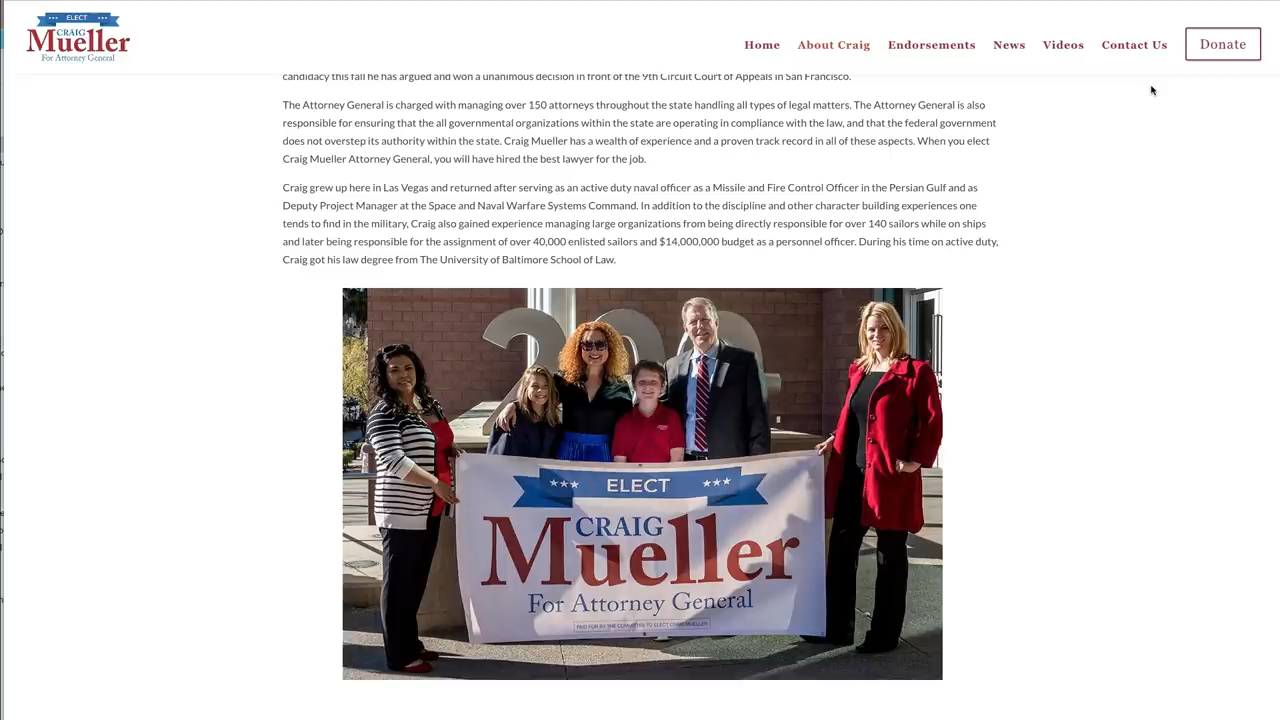 ELECT
CRAIG
Mueller
For Attorney General
Home
About Craig
Endorsements
News
Videos
Contact Us
Donate
candidacy this fall he has argued and won a unanimous decision in front of the 9th Circuit Court of Appeals in San Francisco.
The Attorney General is charged with managing over 150 attorneys throughout the state handling all types of legal matters. The Attorney General is also
responsible for ensuring that the all governmental organizations within the state are operating in compliance with the law, and that the federal government
does not overstep its authority within the state. Craig Mueller has a wealth of experience and a proven track record in all of these aspects. When you elect
Craig Mueller Attorney General, you will have hired the best lawyer for the job.
Craig grew up here in Las Vegas and returned after serving as an active duty naval officer as a Missile and Fire Control Officer in the Persian Gulf and as
Deputy Project Manager at the Space and Naval Warfare Systems Command. In addition to the discipline and other character building experiences one
tends to find in the military, Craig also gained experience managing large organizations from being directly responsible for over 140 sailors while on ships
and later being responsible for the assignment of over 40,000 enlisted sailors and $14,000,000 budget as a personnel officer. During his time on active duty,
Craig got his law degree from The University of Baltimore School of Law.
ELECT
CRAIG
Mueller
For Attorney General
PAID FOR BY THE COMMITTEE TO ELECT CRAIG MUELLER